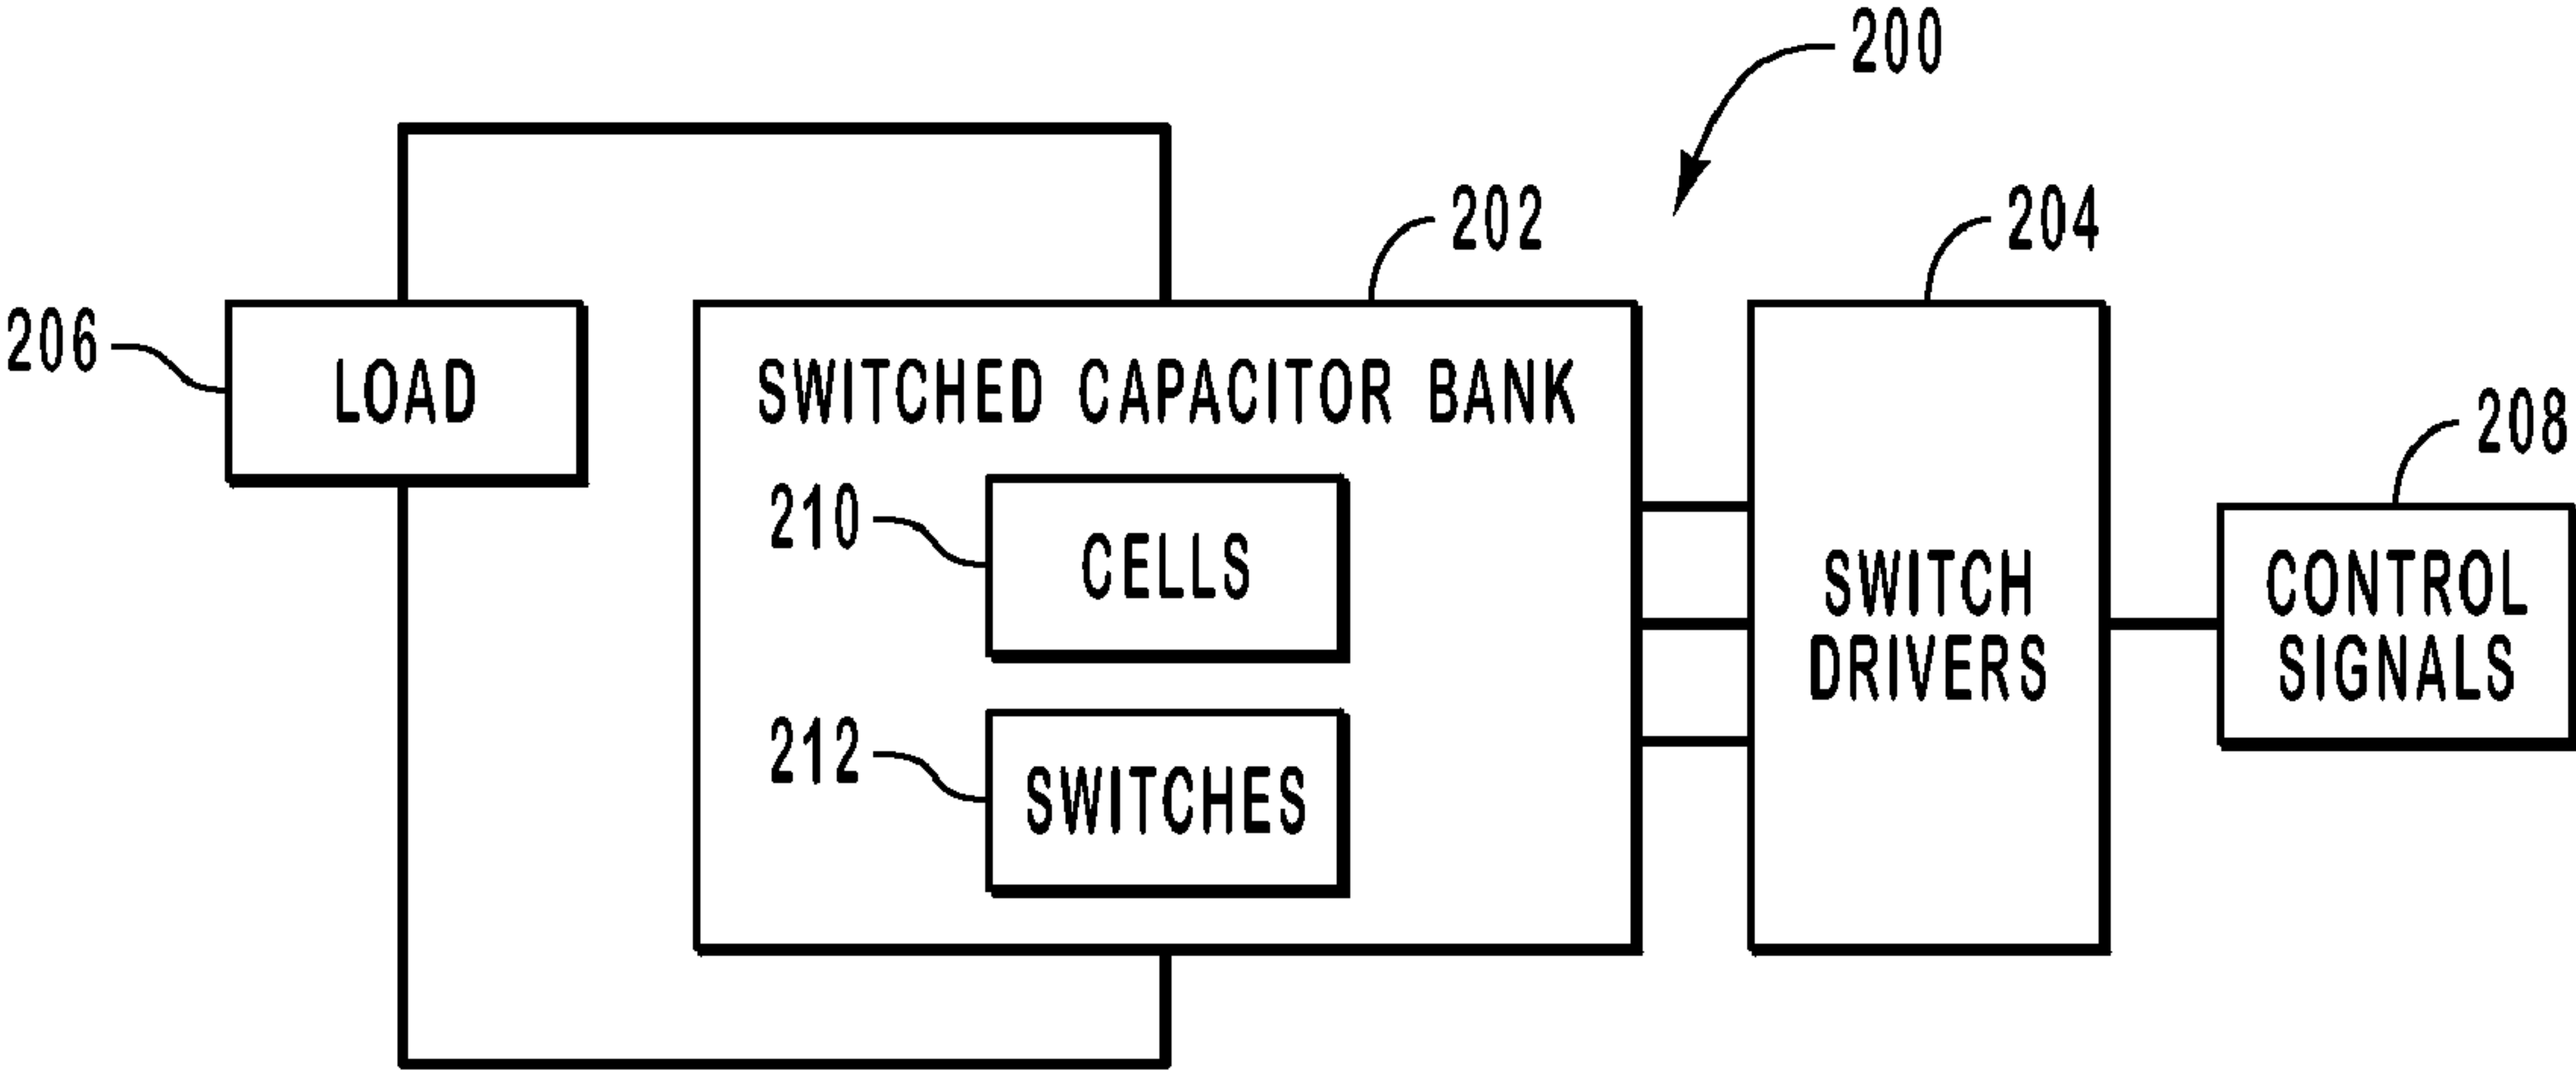 200
202
204
206
LOAD
SWITCHED CAPACITOR BANK
208
210
CELLS
SWITCH
DRIVERS
CONTROL
SIGNALS
212
SWITCHES